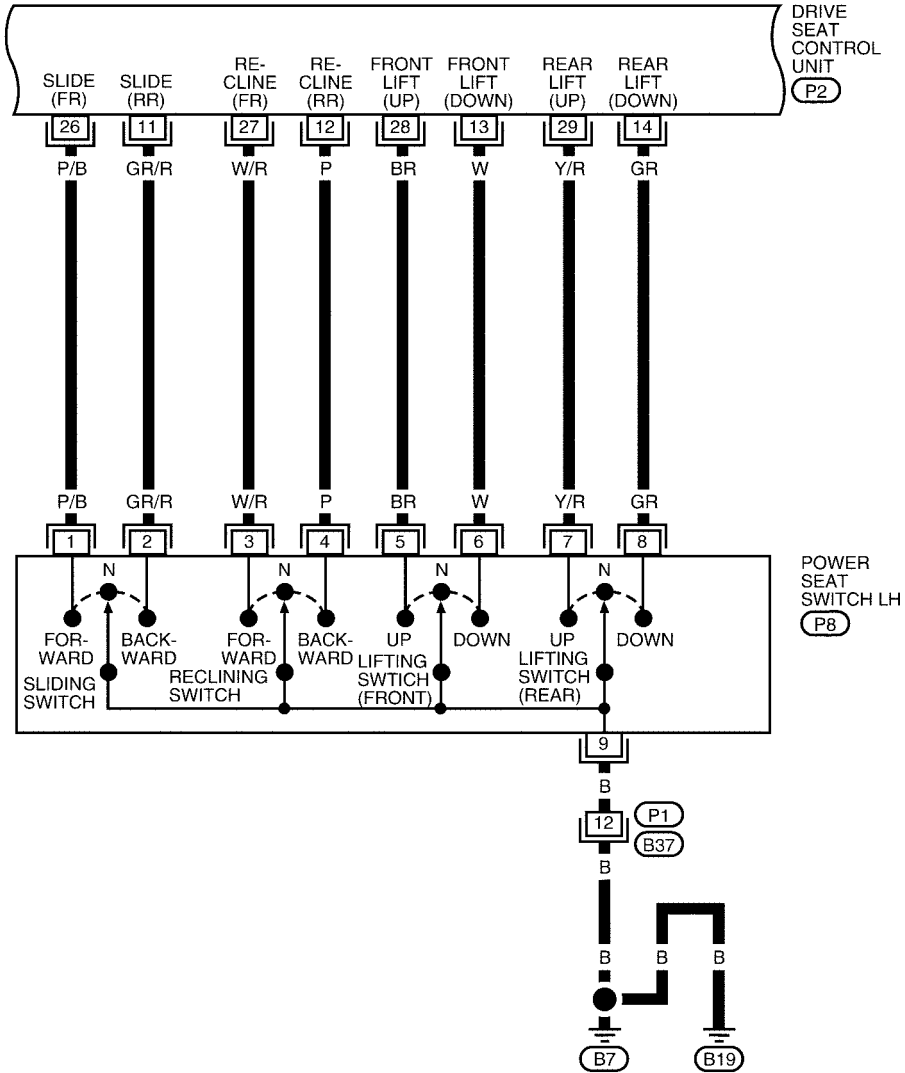 DRIVE
SEAT
CONTROL
UNIT
P2
SLIDE
(FR)
SLIDE
(RR)
RE-
CLINE
(FR)
RE-
CLINE
(RR)
FRONT
LIFT
(UP)
FRONT
LIFT
(DOWN)
REAR
LIFT
(UP)
REAR
LIFT
(DOWN)
26 11 27 12 28 13 29 14
P/B GR/R W/R P BR W Y/R GR
P/B GR/R W/R P BR W Y/R GR
1 2 3 4 5 6 7 8
POWER
SEAT
SWITCH LH
P8
N N N N
FOR-
WARD
BACK-
WARD
SLIDING
SWITCH
FOR-
WARD
BACK-
WARD
RECLINING
SWITCH
UP DOWN
LIFTING
SWTICH
(FRONT)
UP DOWN
LIFTING
SWITCH
(REAR)
9
B
12
P1
B37
B
B B B
B7 B19